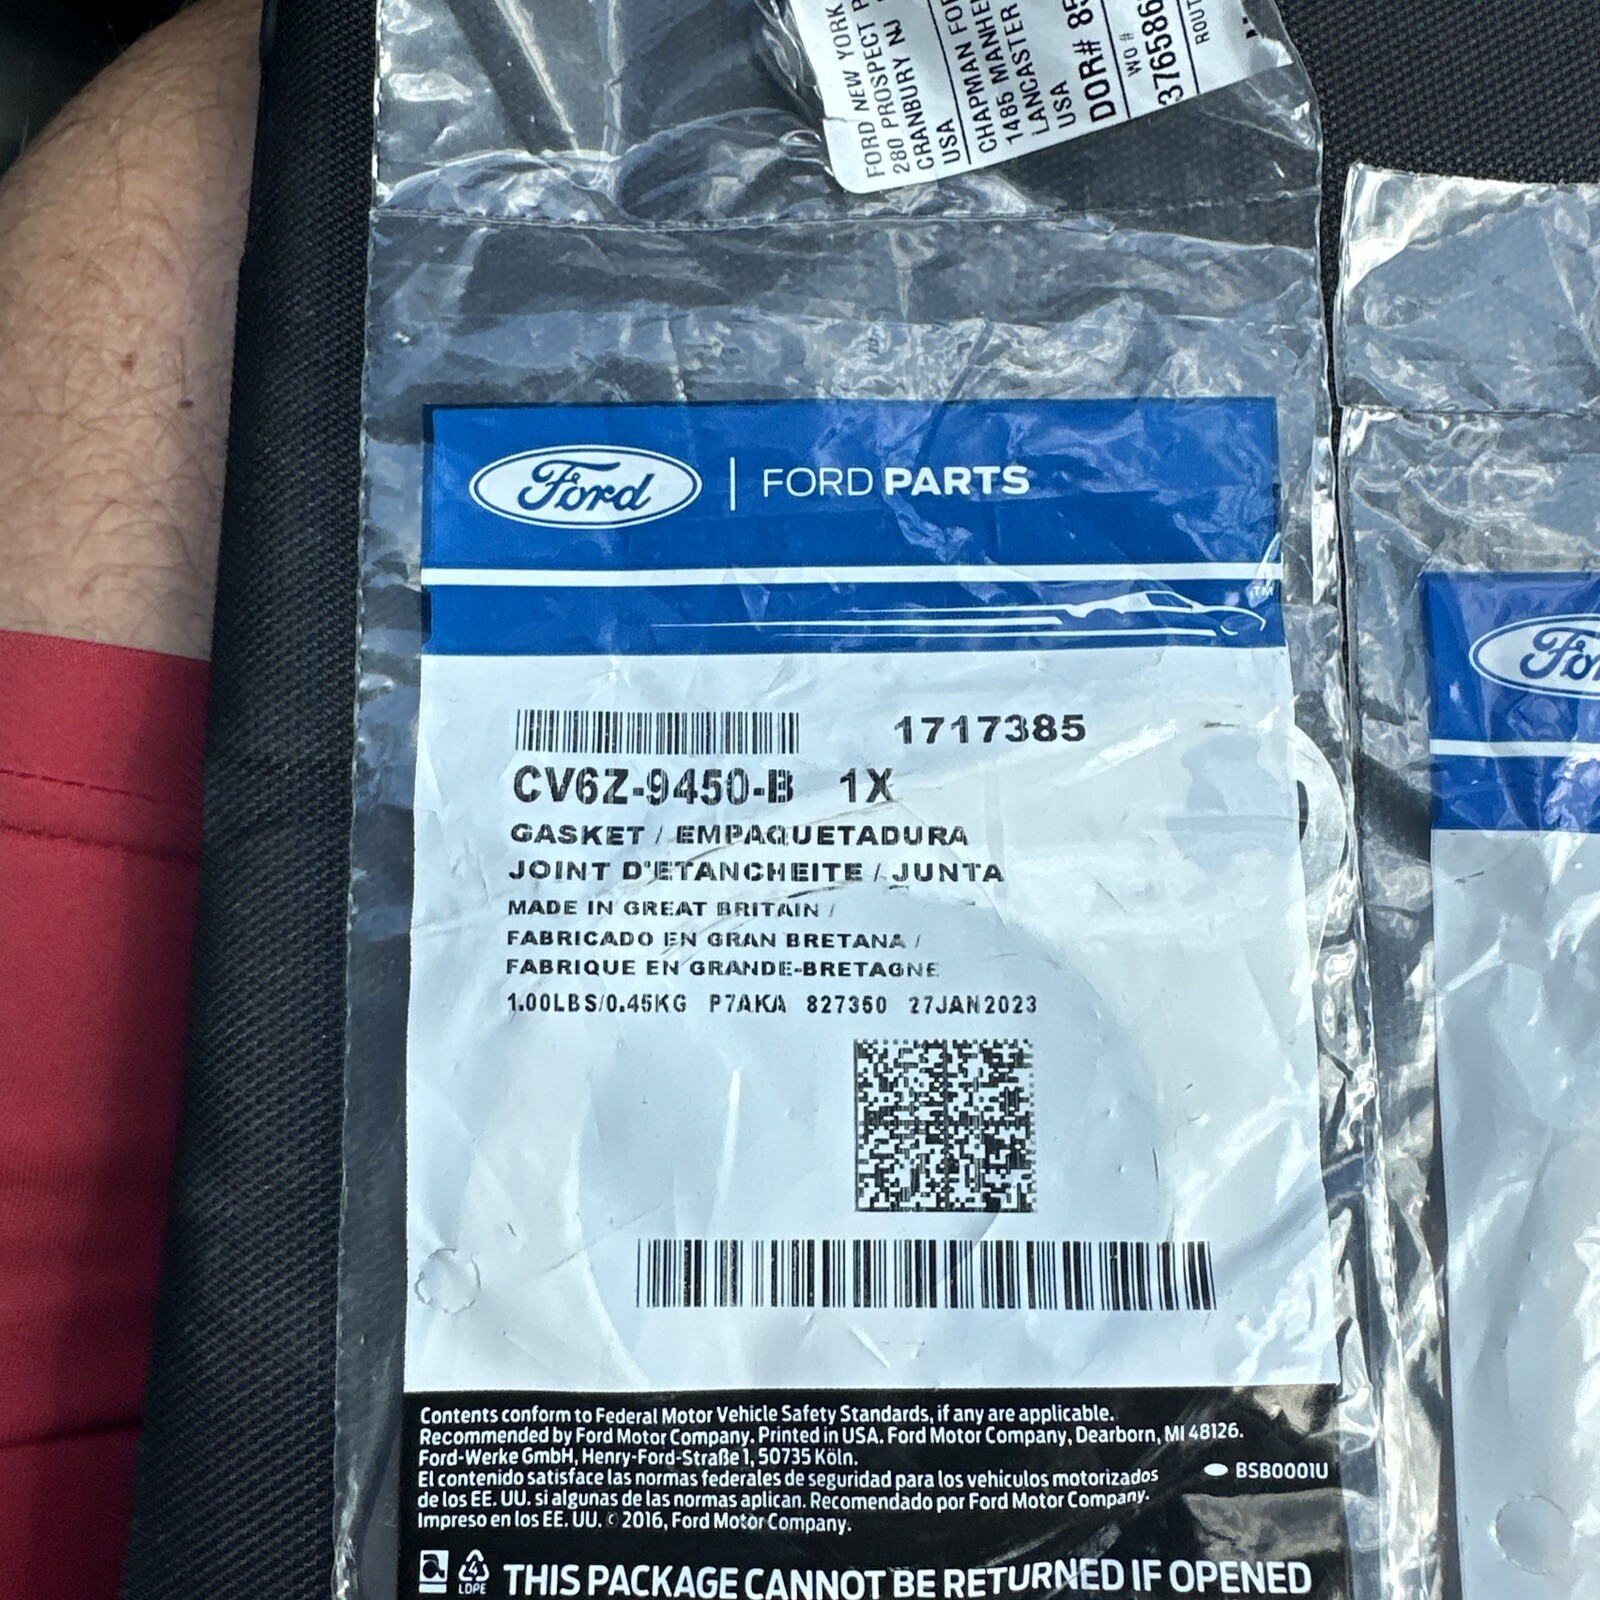 FORD NEW YORK
280 PROSPECT
CRANBURY NJ
USA
CHAPMAN
1485
LANCASTER
USA
DOR# 
WO #
Ford | FORD PARTS
TM
1717385
CV6Z-9450-B 1X
GASKET / EMPAQUETADURA
JOINT D'ETANCHEITE / JUNTA
MADE IN GREAT BRITAIN /
FABRICADO EN GRAN BRETANA /
FABRIQUE EN GRANDE-BRETAGNE
1.00LBS/0.45KG P7AKA 827350 27JAN2023
Contents conform to Federal Motor Vehicle Safety Standards, if any are applicable.
Recommended by Ford Motor Company. Printed in USA. Ford Motor Company, Dearborn, MI 48126.
Ford-Werke GmbH, Henry-Ford-Straße 1, 50735 Köln.
El contenido satisface las normas federales de seguridad para los vehiculos motorizados
de los EE. UU. si algunas de las normas aplican. Recomendado por Ford Motor Company.
Impreso en los EE. UU. © 2016, Ford Motor Company.
BSB0001U
4
LDPE
THIS PACKAGE CANNOT BE RETURNED IF OPENED